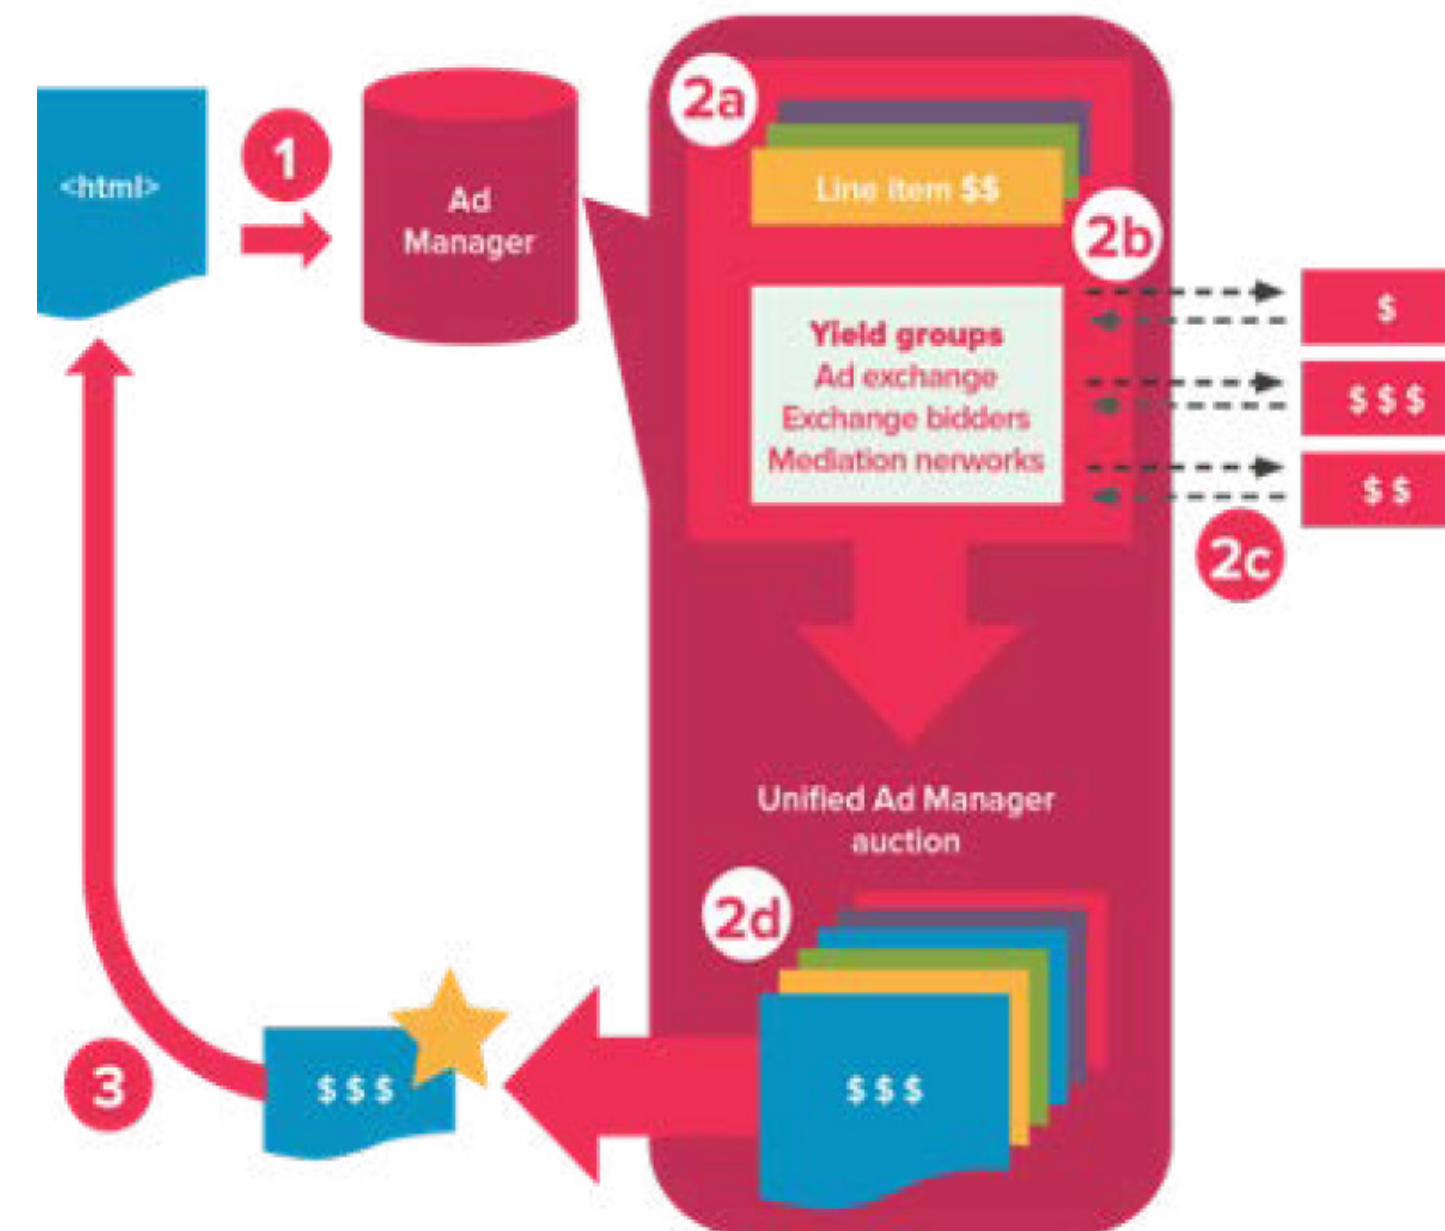 <html>
1
Ad
Manager
2a
Line item $$
2b
Yield groups
Ad exchange
Exchange bidders
Mediation nerworks
$
$$$
$$
2c
Unified Ad Manager
auction
2d
$$$
$$$
3